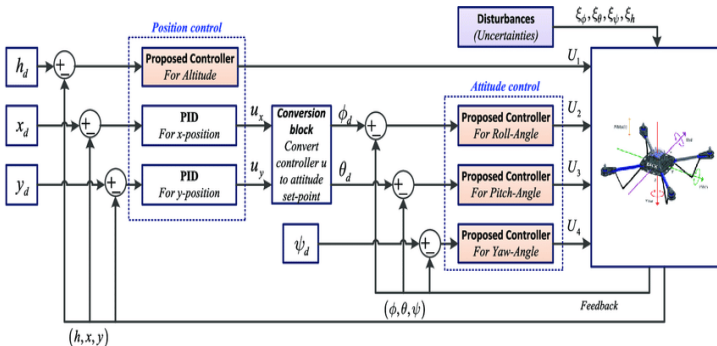 Disturbances
(Uncertainties)
ξϕ, ξθ, ξψ, ξh
Position control
hd
Proposed Controller
For Altitude
U1
Attitude control
xd
PID
For x-position
ux
Conversion
block
Convert
controller u
to attitude
set-point
ϕd
Proposed Controller
For Roll-Angle
U2
yd
PID
For y-position
uy
θd
Proposed Controller
For Pitch-Angle
U3
ψd
Proposed Controller
For Yaw-Angle
U4
(ϕ, θ, ψ)
Feedback
(h, x, y)